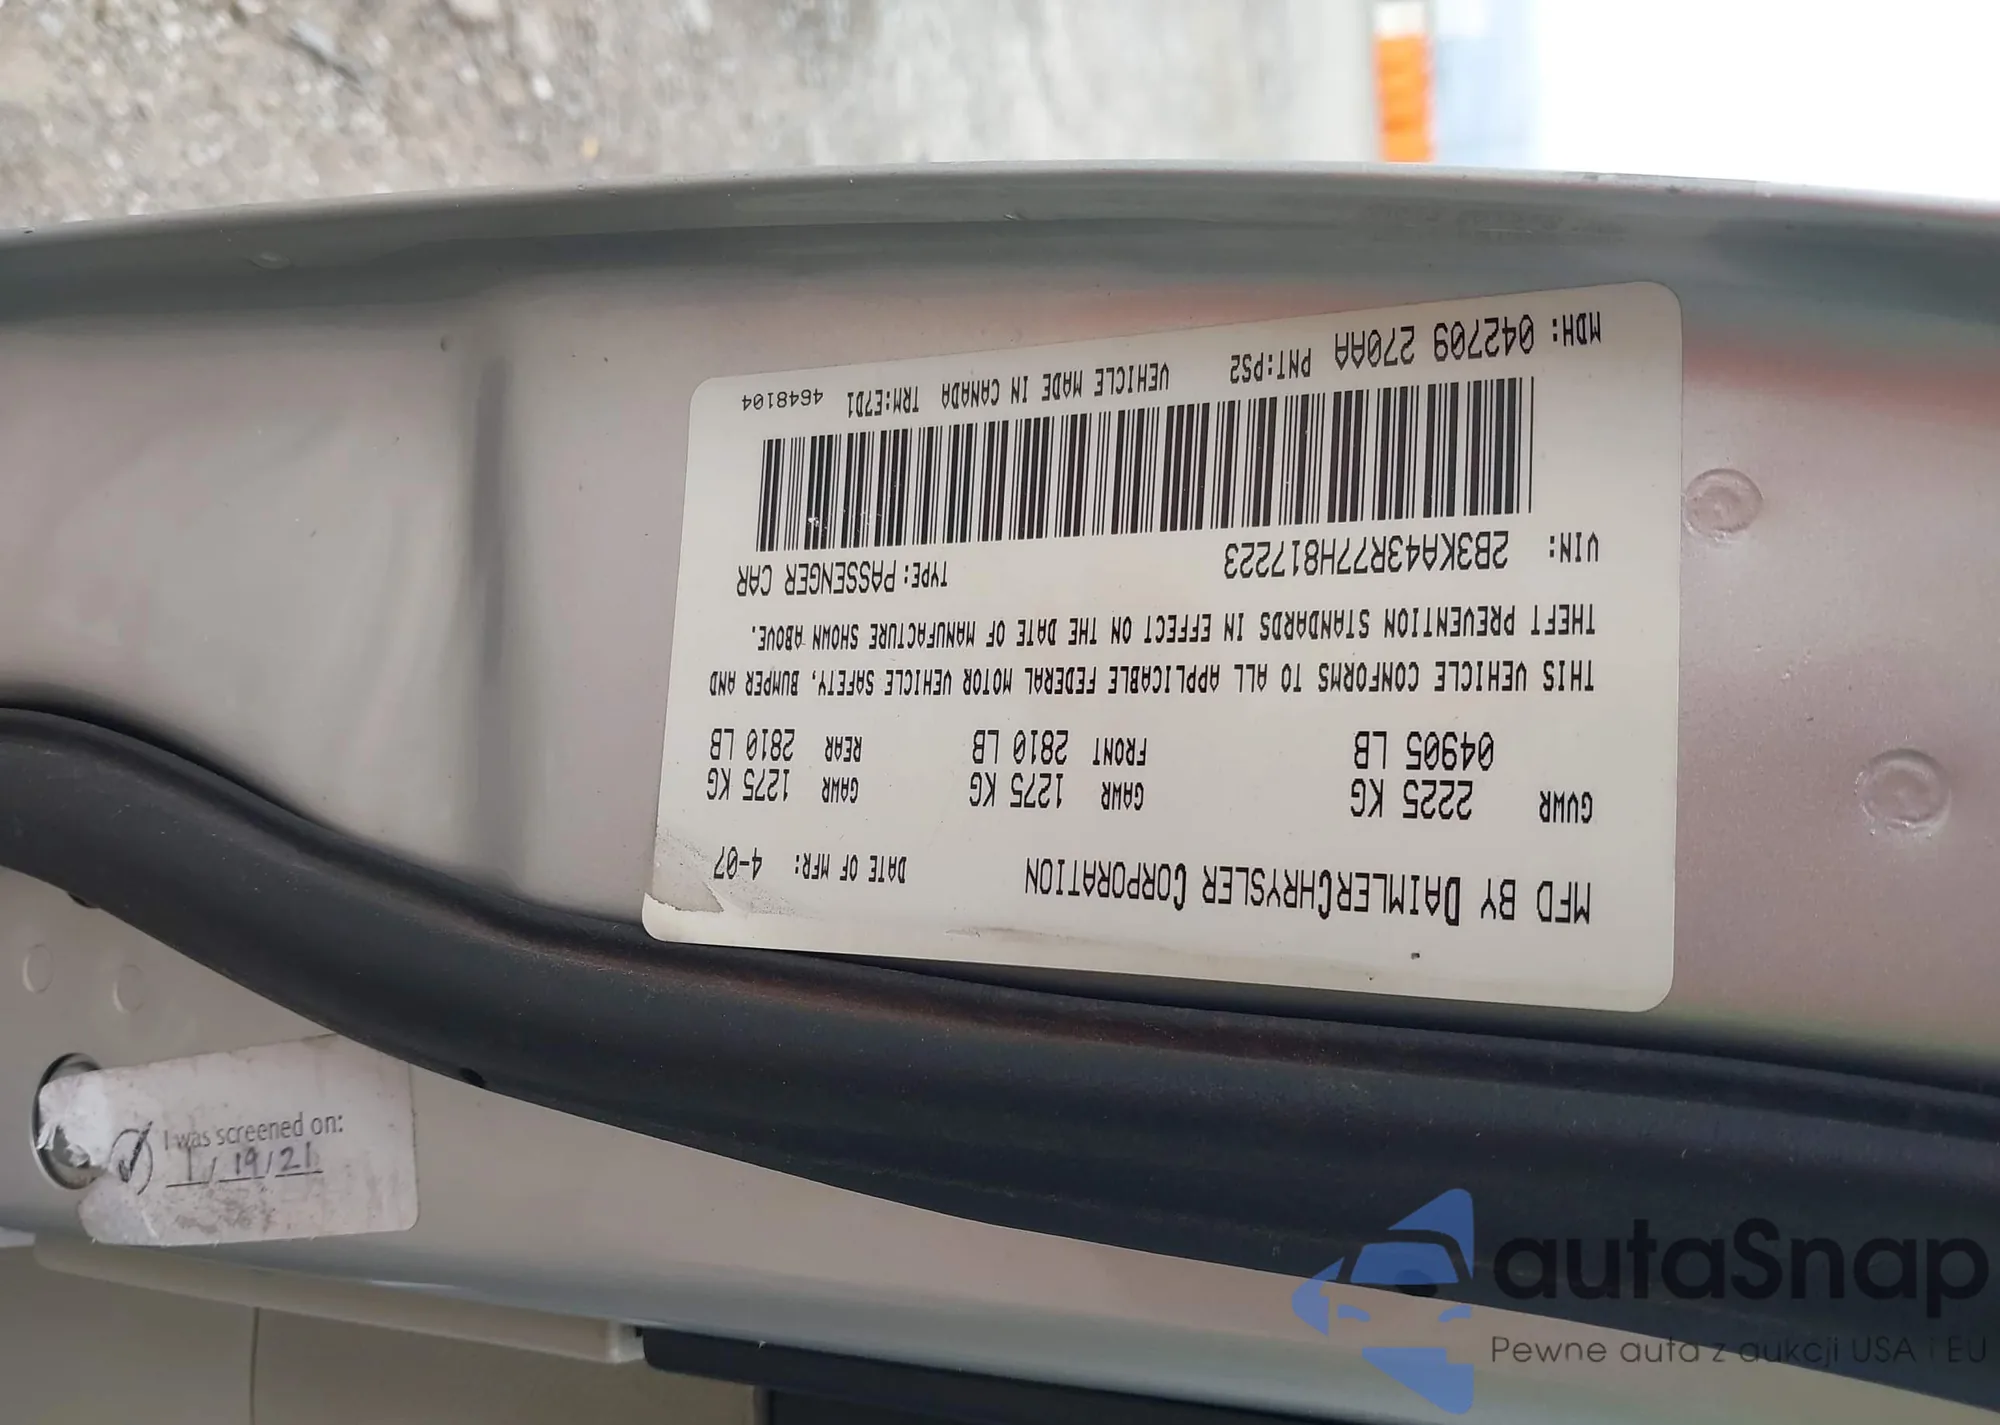 MFD BY DAIMLERCHRYSLER CORPORATION DATE OF MFR: 4-07
GVWR 2225 KG GAWR 1275 KG GAWR 1275 KG
04905 LB FRONT 2810 LB REAR 2810 LB
THIS VEHICLE CONFORMS TO ALL APPLICABLE FEDERAL MOTOR VEHICLE SAFETY, BUMPER AND
THEFT PREVENTION STANDARDS IN EFFECT ON THE DATE OF MANUFACTURE SHOWN ABOVE.
VIN: 2B3KA43R77H817223 TYPE: PASSENGER CAR
MDH: 042709 270AA PNT:PS2 VEHICLE MADE IN CANADA TRM:E7D1 4648104
I was screened on:
1/19/21
autoSnap
Pewne auta z aukcji USA i EU